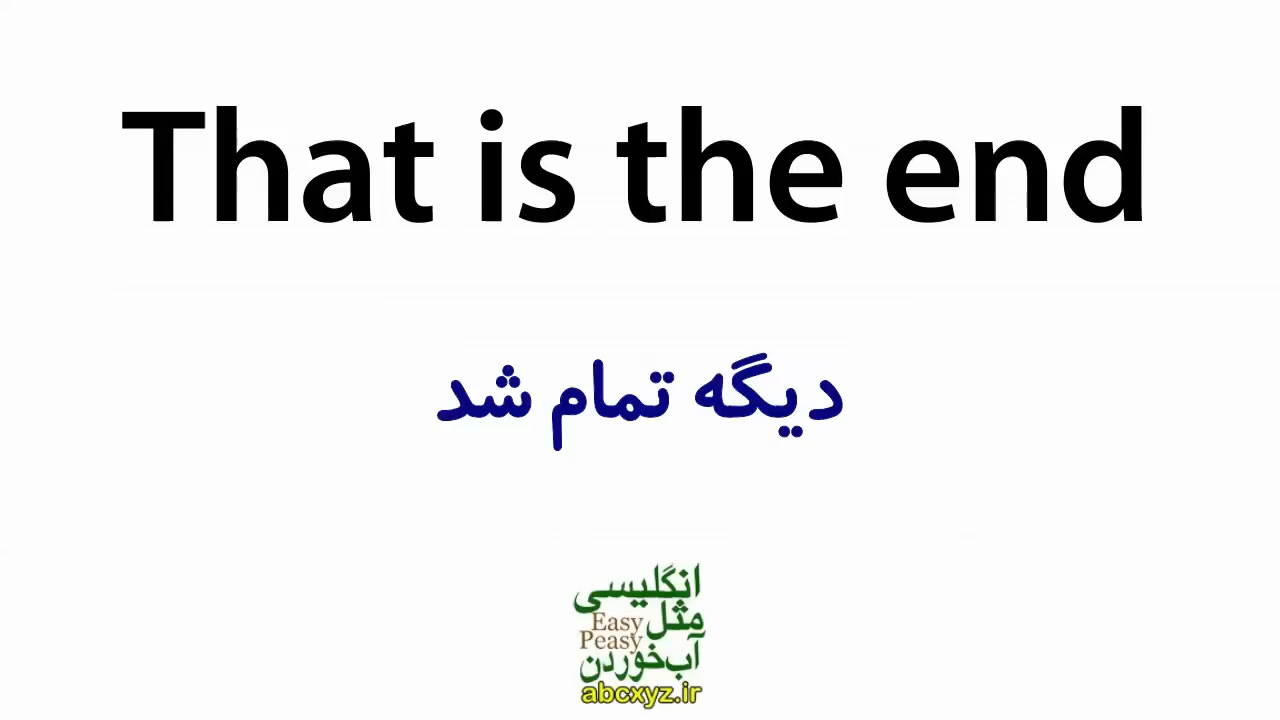 That is the end
دیگه تمام شد
انگلیسی
مثل
Easy
Peasy
آب‌خوردن
abcxyz.ir